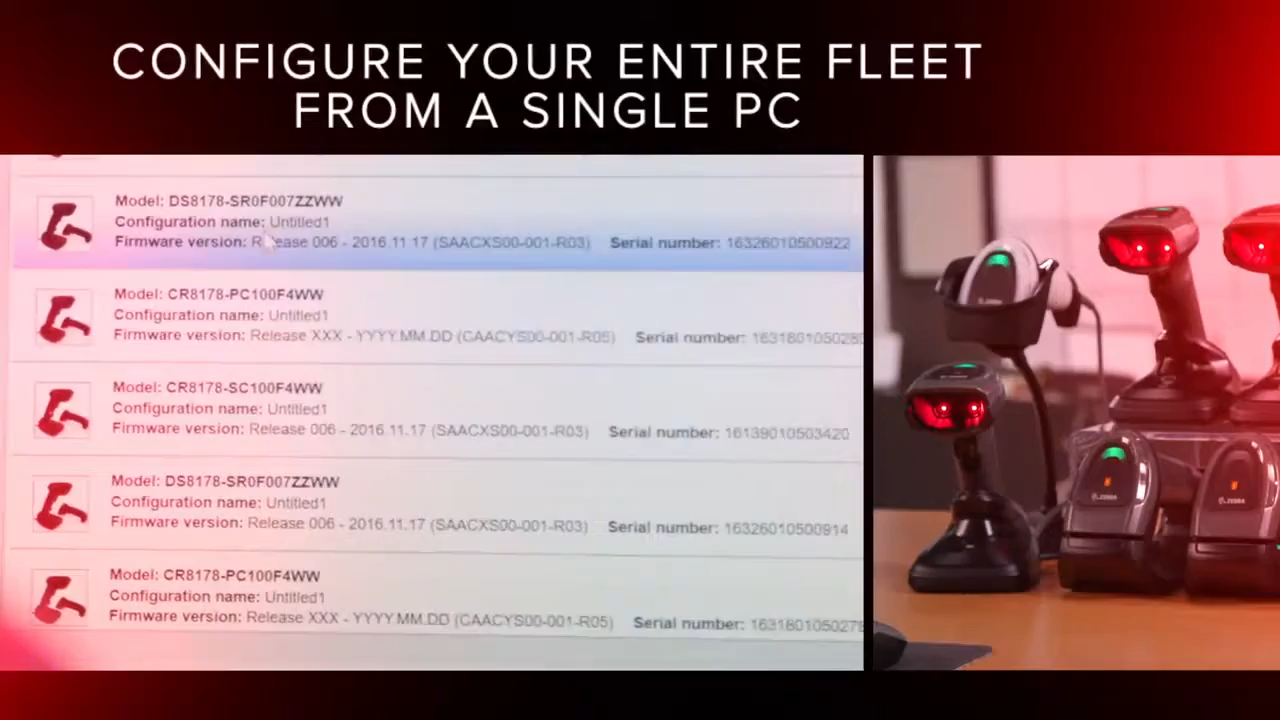 CONFIGURE YOUR ENTIRE FLEET
FROM A SINGLE PC
Model: DS8178-SR0F007ZZWW
Configuration name: Untitled1
Firmware version: Release 006 - 2016.11.17 (SAACXS00-001-R03) Serial number: 16326010500922
Model: CR8178-PC100F4WW
Configuration name: Untitled1
Firmware version: Release XXX - YYYY.MM.DD (CAACYS00-001-R05) Serial number: 1631801050280
Model: CR8178-SC100F4WW
Configuration name: Untitled1
Firmware version: Release 006 - 2016.11.17 (SAACXS00-001-R03) Serial number: 16139010503420
Model: DS8178-SR0F007ZZWW
Configuration name: Untitled1
Firmware version: Release 006 - 2016.11.17 (SAACXS00-001-R03) Serial number: 16326010500914
Model: CR8178-PC100F4WW
Configuration name: Untitled1
Firmware version: Release XXX - YYYY.MM.DD (CAACYS00-001-R05) Serial number: 1631801050278
ZEBRA
ZEBRA